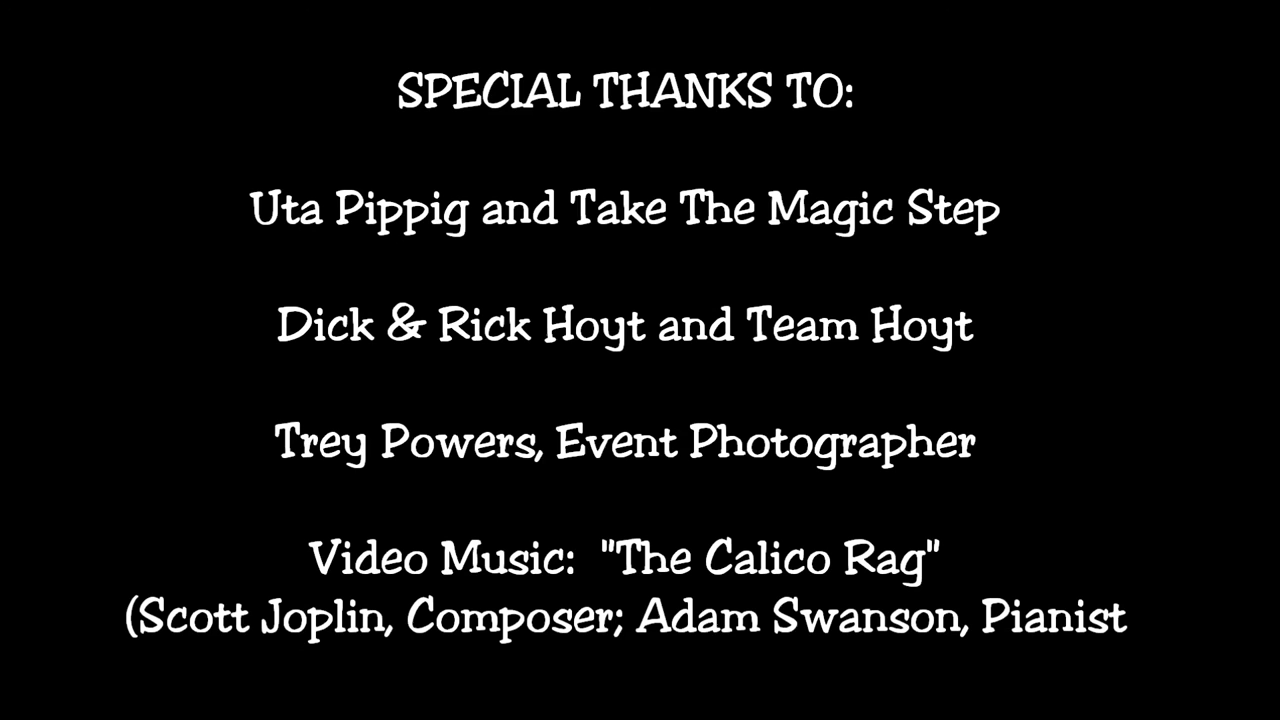 SPECIAL THANKS TO:
Uta Pippig and Take The Magic Step
Dick & Rick Hoyt and Team Hoyt
Trey Powers, Event Photographer
Video Music:  "The Calico Rag"
(Scott Joplin, Composer; Adam Swanson, Pianist